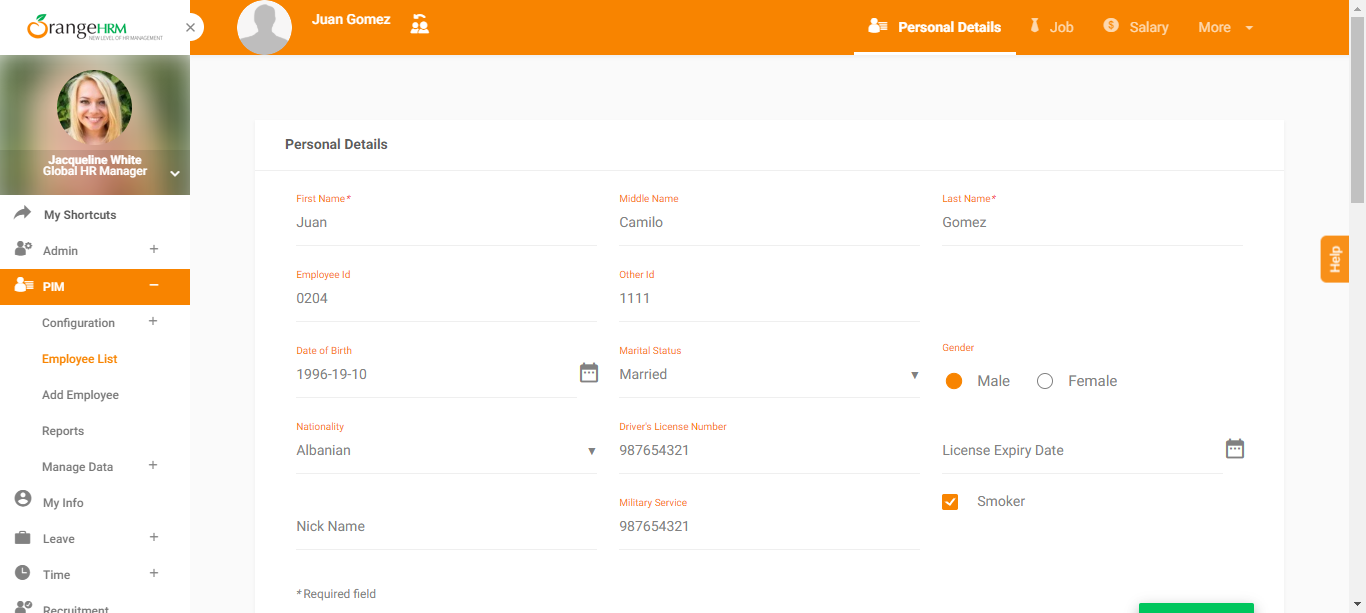 OrangeHRM
NEW LEVEL OF HR MANAGEMENT
Juan Gomez
Personal Details
Job
Salary
More
Jacqueline White
Global HR Manager
My Shortcuts
Admin
PIM
Configuration
Employee List
Add Employee
Reports
Manage Data
My Info
Leave
Time
Recruitment
Personal Details
First Name*
Juan
Middle Name
Camilo
Last Name*
Gomez
Employee Id
0204
Other Id
1111
Date of Birth
1996-19-10
Marital Status
Married
Gender
Male
Female
Nationality
Albanian
Driver's License Number
987654321
License Expiry Date
Nick Name
Military Service
987654321
Smoker
* Required field
Help